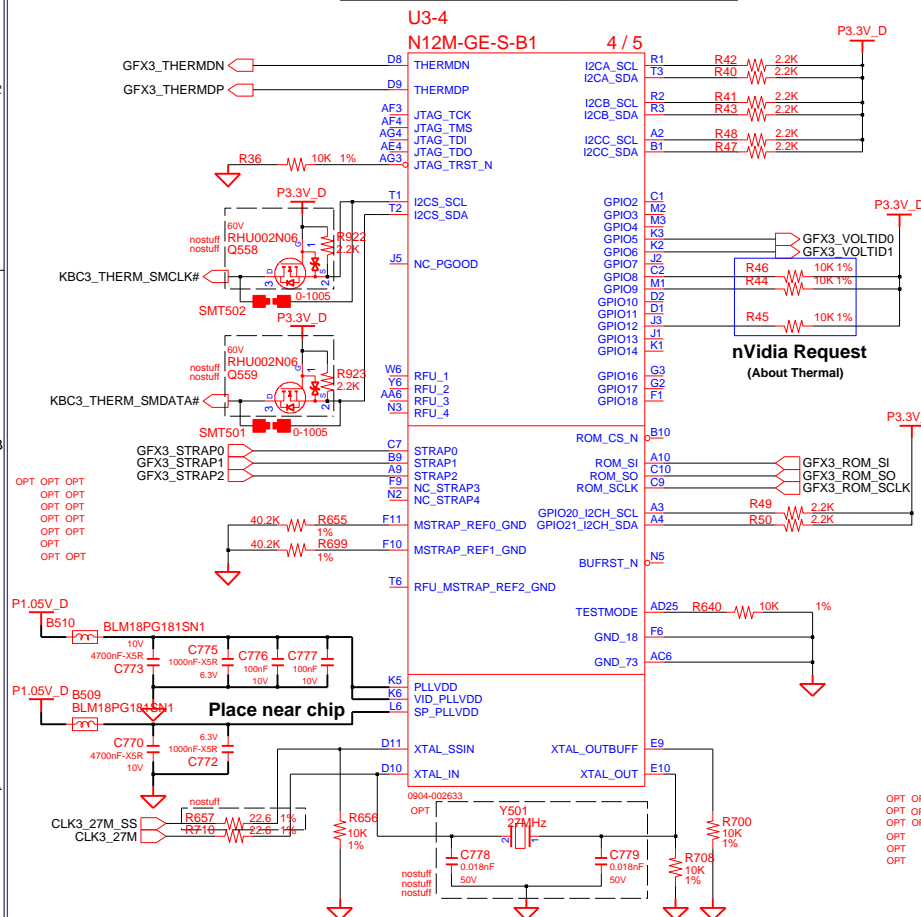 U3-4
N12M-GE-S-B1 4 / 5
P3.3V_D
GFX3_THERMDN D8 THERMDN
GFX3_THERMDP D9 THERMDP
AF3 JTAG_TCK
AF4 JTAG_TMS
AG4 JTAG_TDI
AE4 JTAG_TDO
R36 10K 1% AG3 JTAG_TRST_N
I2CA_SCL R1 R42 2.2K
I2CA_SDA T3 R40 2.2K
I2CB_SCL R2 R41 2.2K
I2CB_SDA R3 R43 2.2K
I2CC_SCL A2 R48 2.2K
I2CC_SDA B1 R47 2.2K
P3.3V_D
T1 I2CS_SCL
T2 I2CS_SDA
60V
nostuff RHU002N06
nostuff Q558
G 1 R922
2.2K
KBC3_THERM_SMCLK# 3 D 2 S
SMT502 0-1005
J5 NC_PGOOD
P3.3V_D
60V
nostuff RHU002N06
nostuff Q559
G 1 R923
2.2K
KBC3_THERM_SMDATA# 3 D 2 S
SMT501 0-1005
GPIO2 C1
GPIO3 M2
GPIO4 M3
GPIO5 K3 GFX3_VOLTID0
GPIO6 K2 GFX3_VOLTID1
GPIO7 J2
GPIO8 C2 R46 10K 1%
GPIO9 M1 R44 10K 1%
GPIO10 D2
GPIO11 D1
GPIO12 J3 R45 10K 1%
GPIO13 J1
GPIO14 K1
P3.3V_D
nVidia Request
(About Thermal)
W6 RFU_1
Y6 RFU_2
AA6 RFU_3
N3 RFU_4
GPIO16 G3
GPIO17 G2
GPIO18 F1
P3.3V
GFX3_STRAP0 C7 STRAP0
GFX3_STRAP1 B9 STRAP1
GFX3_STRAP2 A9 STRAP2
F9 NC_STRAP3
N2 NC_STRAP4
ROM_CS_N B10
ROM_SI A10 GFX3_ROM_SI
ROM_SO C10 GFX3_ROM_SO
ROM_SCLK C9 GFX3_ROM_SCLK
OPT OPT OPT
OPT OPT
OPT OPT
OPT OPT
OPT OPT
OPT
OPT OPT
40.2K R655 F11 MSTRAP_REF0_GND
1%
40.2K R699 F10 MSTRAP_REF1_GND
1%
GPIO20_I2CH_SCL A3 R49 2.2K
GPIO21_I2CH_SDA A4 R50 2.2K
BUFRST_N N5
T6 RFU_MSTRAP_REF2_GND
TESTMODE AD25 R640 10K 1%
GND_18 F6
GND_73 AC6
P1.05V_D
B510 BLM18PG181SN1
10V
4700nF-X5R
C773
C775
1000nF-X5R
6.3V
C776
100nF
10V
C777
100nF
10V
K5 PLLVDD
K6 VID_PLLVDD
L6 SP_PLLVDD
P1.05V_D B509
BLM18PG181SN1
Place near chip
C770
4700nF-X5R
10V
6.3V
1000nF-X5R
C772
D11 XTAL_SSIN
D10 XTAL_IN
XTAL_OUTBUFF E9
XTAL_OUT E10
0904-002633
nostuff
CLK3_27M_SS R657 22.6 1%
CLK3_27M R710 22.6 1%
R656
10K
1%
OPT Y501
27MHz
2 1
C778
0.018nF
50V
C779
0.018nF
50V
nostuff
nostuff
nostuff
R708
10K
1%
R700
10K
1%
OPT
OPT
OPT
OPT
OPT
OPT